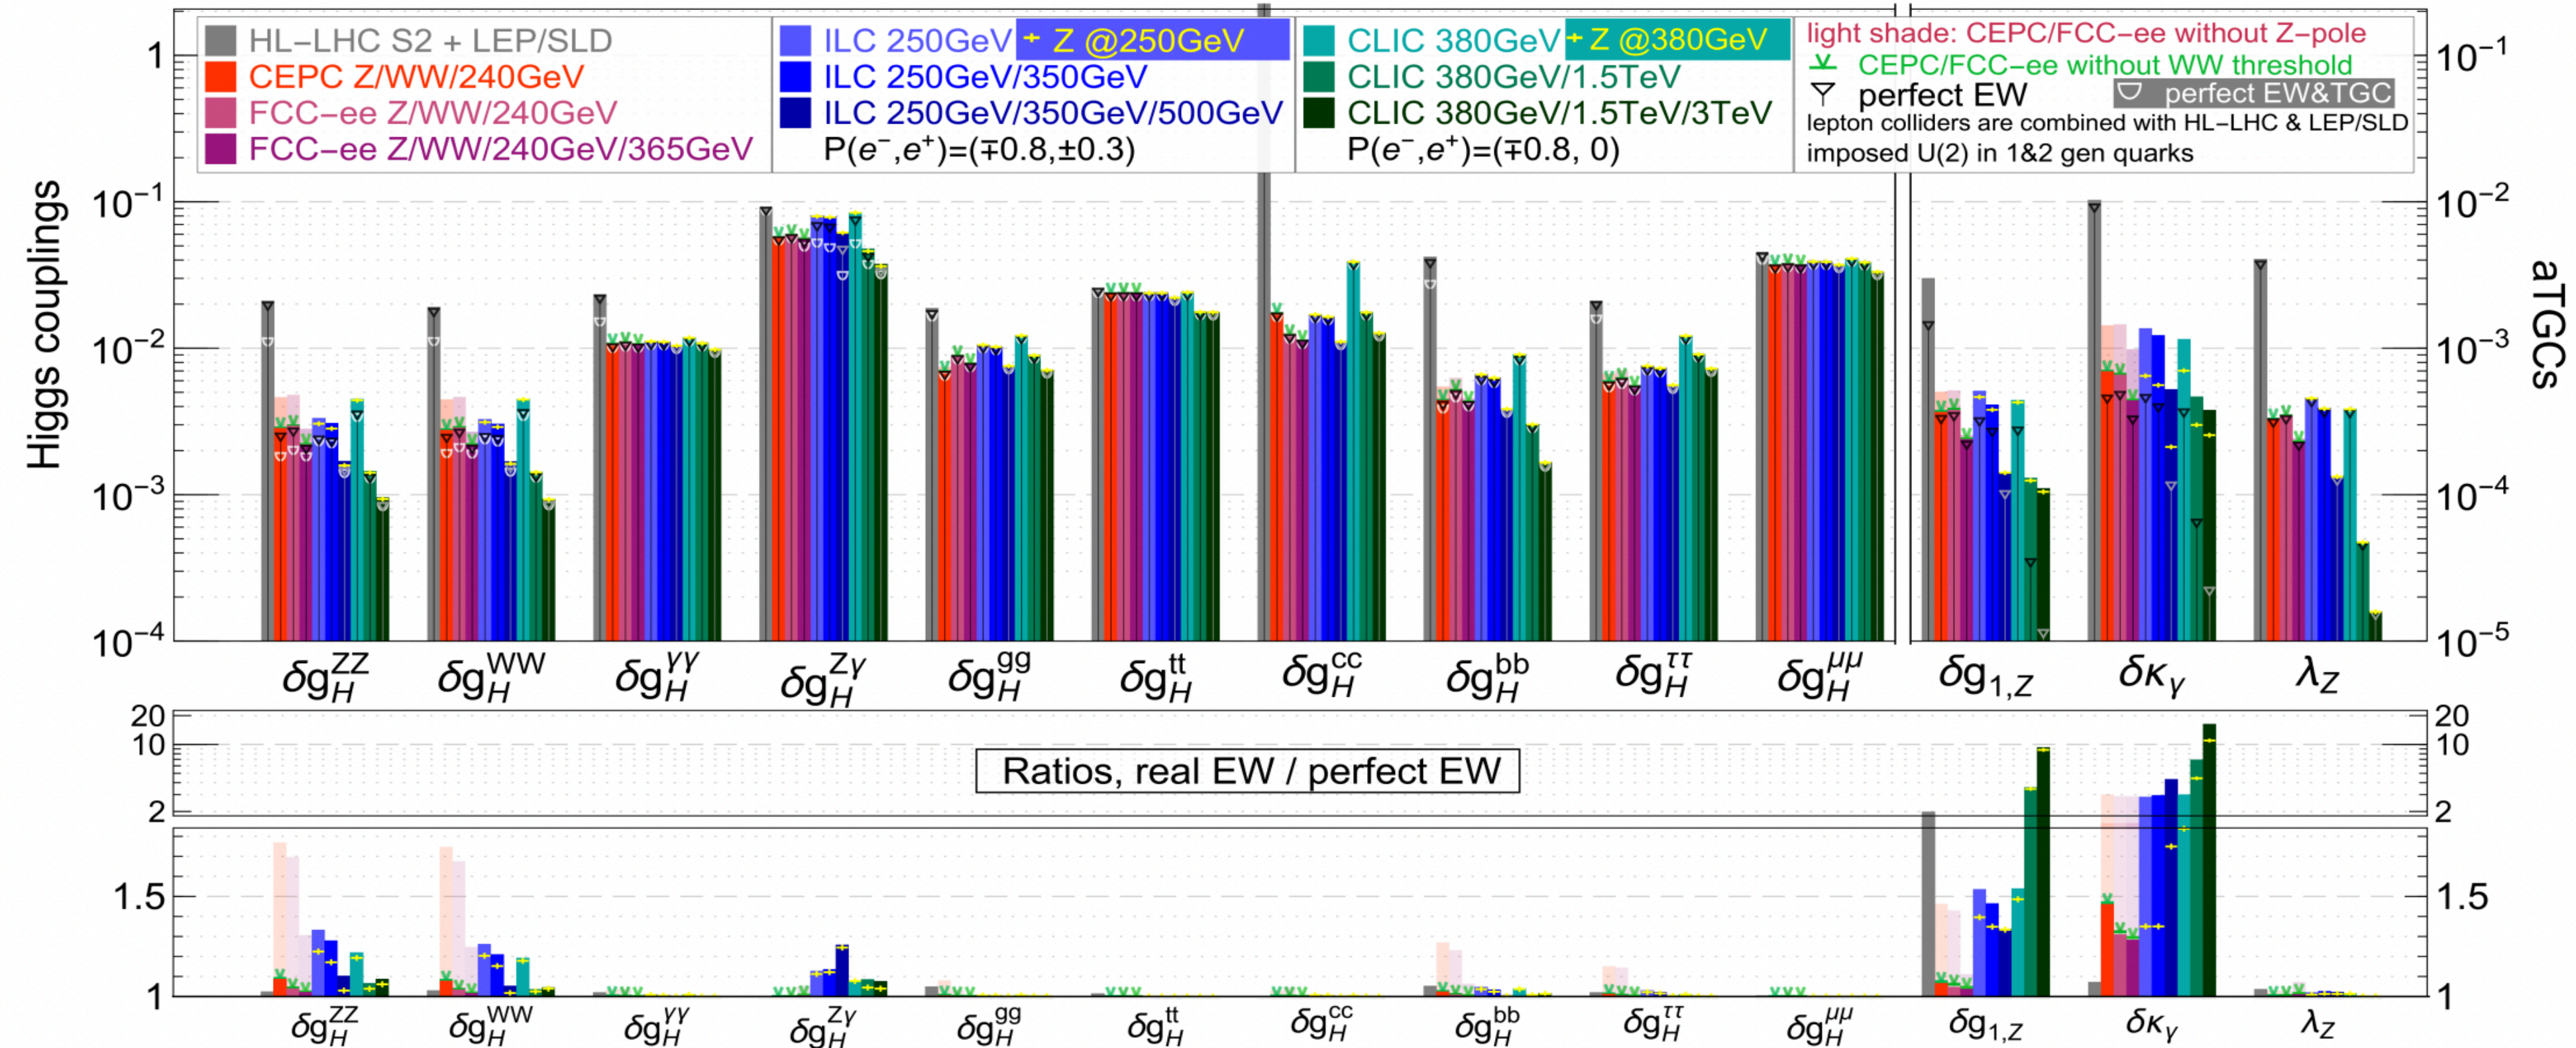 HL−LHC S2 + LEP/SLD
CEPC Z/WW/240GeV
FCC−ee Z/WW/240GeV
FCC−ee Z/WW/240GeV/365GeV
ILC 250GeV + Z @250GeV
ILC 250GeV/350GeV
ILC 250GeV/350GeV/500GeV
P(e⁻,e⁺)=(∓0.8,±0.3)
CLIC 380GeV + Z @380GeV
CLIC 380GeV/1.5TeV
CLIC 380GeV/1.5TeV/3TeV
P(e⁻,e⁺)=(∓0.8, 0)
light shade: CEPC/FCC−ee without Z−pole
CEPC/FCC−ee without WW threshold
perfect EW perfect EW&TGC
lepton colliders are combined with HL−LHC & LEP/SLD
imposed U(2) in 1&2 gen quarks
Higgs couplings
1
10⁻¹
10⁻²
10⁻³
10⁻⁴
aTGCs
10⁻¹
10⁻²
10⁻³
10⁻⁴
10⁻⁵
δg_H^ZZ δg_H^WW δg_H^γγ δg_H^Zγ δg_H^gg δg_H^tt δg_H^cc δg_H^bb δg_H^ττ δg_H^μμ δg_1,Z δκ_γ λ_Z
20 20
10 10
Ratios, real EW / perfect EW
2 2
1.5 1.5
1 1
δg_H^ZZ δg_H^WW δg_H^γγ δg_H^Zγ δg_H^gg δg_H^tt δg_H^cc δg_H^bb δg_H^ττ δg_H^μμ δg_1,Z δκ_γ λ_Z